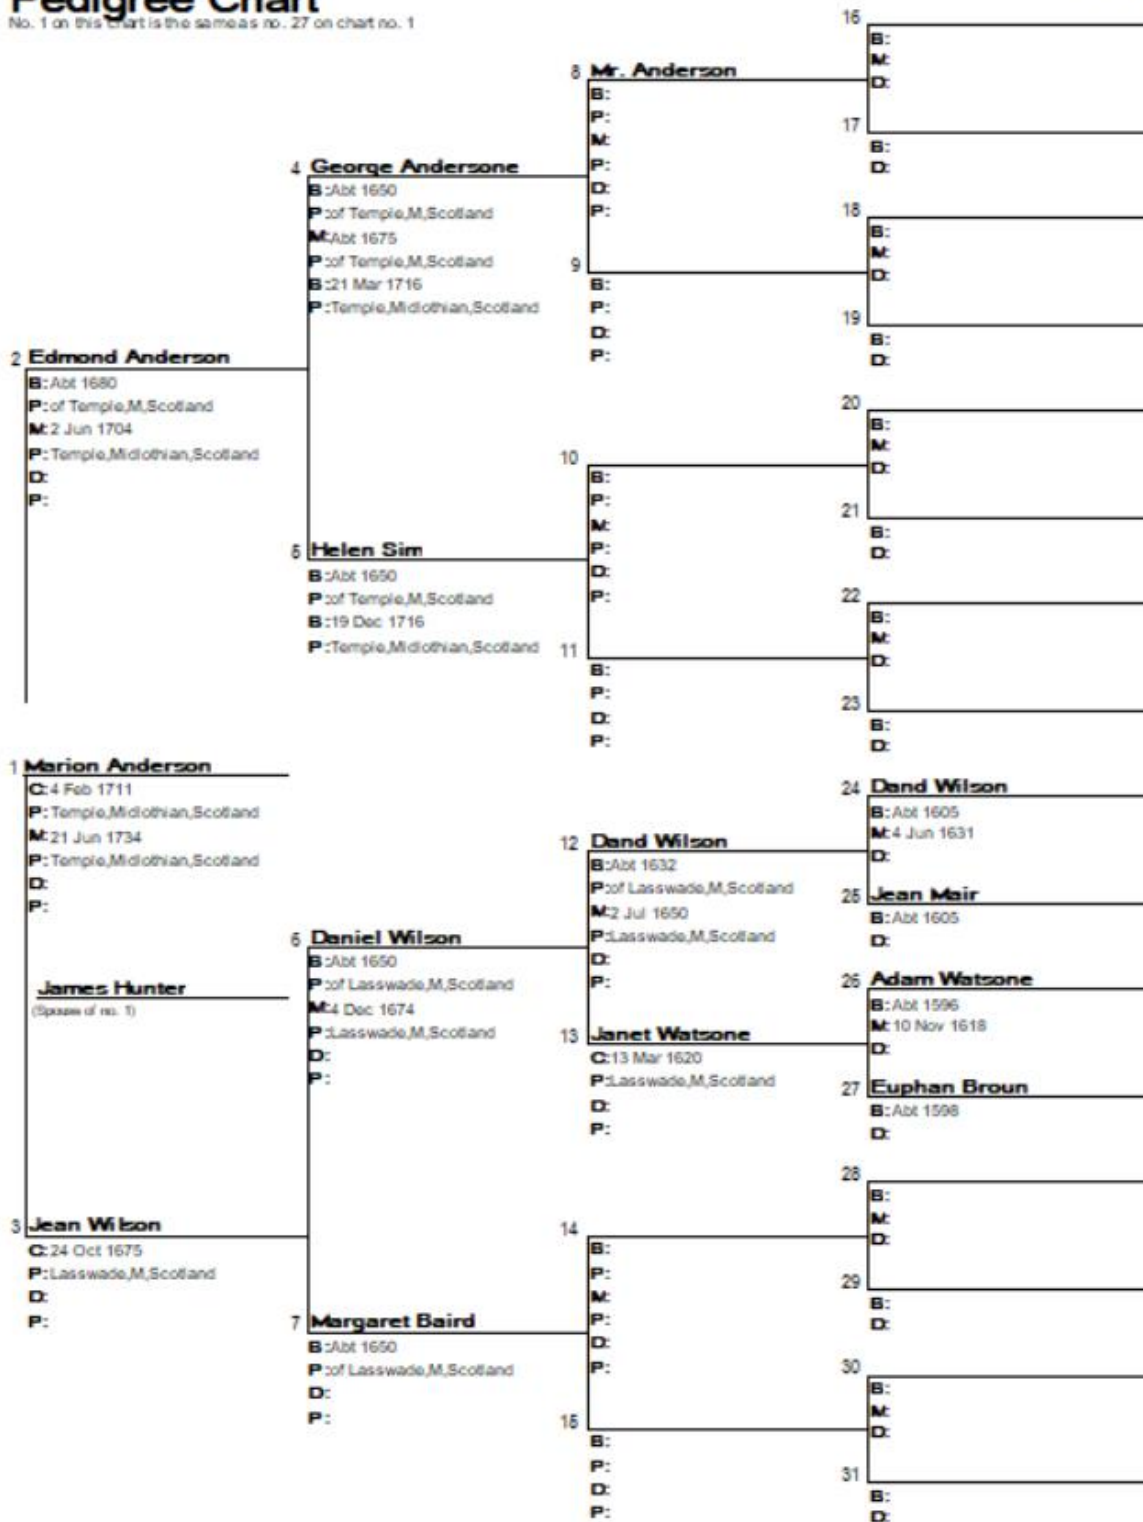 Pedigree Chart
No. 1 on this chart is the same as no. 27 on chart no. 1
2 Edmond Anderson
B: Abt 1680
P: of Temple,M,Scotland
M: 2 Jun 1704
P: Temple,Midlothian,Scotland
D:
P:
1 Marion Anderson
C: 4 Feb 1711
P: Temple,Midlothian,Scotland
M: 21 Jun 1734
P: Temple,Midlothian,Scotland
D:
P:
James Hunter
(Spouse of no. 1)
3 Jean Wilson
C: 24 Oct 1675
P: Lasswade,M,Scotland
D:
P:
4 George Andersone
B: Abt 1650
P: of Temple,M,Scotland
M: Abt 1675
P: of Temple,M,Scotland
B: 21 Mar 1716
P: Temple,Midlothian,Scotland
5 Helen Sim
B: Abt 1650
P: of Temple,M,Scotland
B: 19 Dec 1716
P: Temple,Midlothian,Scotland
6 Daniel Wilson
B: Abt 1650
P: of Lasswade,M,Scotland
M: 4 Dec 1674
P: Lasswade,M,Scotland
D:
P:
7 Margaret Baird
B: Abt 1650
P: of Lasswade,M,Scotland
D:
P:
8 Mr. Anderson
B:
P:
M:
P:
D:
P:
9
B:
P:
D:
P:
10
B:
P:
M:
P:
D:
P:
11
B:
P:
D:
P:
12 Dand Wilson
B: Abt 1632
P: of Lasswade,M,Scotland
M: 2 Jul 1650
P: Lasswade,M,Scotland
D:
P:
13 Janet Watsone
C: 13 Mar 1620
P: Lasswade,M,Scotland
D:
P:
14
B:
P:
M:
P:
D:
P:
15
B:
P:
D:
P:
16
B:
M:
D:
17
B:
D:
18
B:
M:
D:
19
B:
D:
20
B:
M:
D:
21
B:
D:
22
B:
M:
D:
23
B:
D:
24 Dand Wilson
B: Abt 1605
M: 4 Jun 1631
D:
25 Jean Mair
B: Abt 1605
D:
26 Adam Watsone
B: Abt 1596
M: 10 Nov 1618
D:
27 Euphan Broun
B: Abt 1598
D:
28
B:
M:
D:
29
B:
D:
30
B:
M:
D:
31
B:
D: